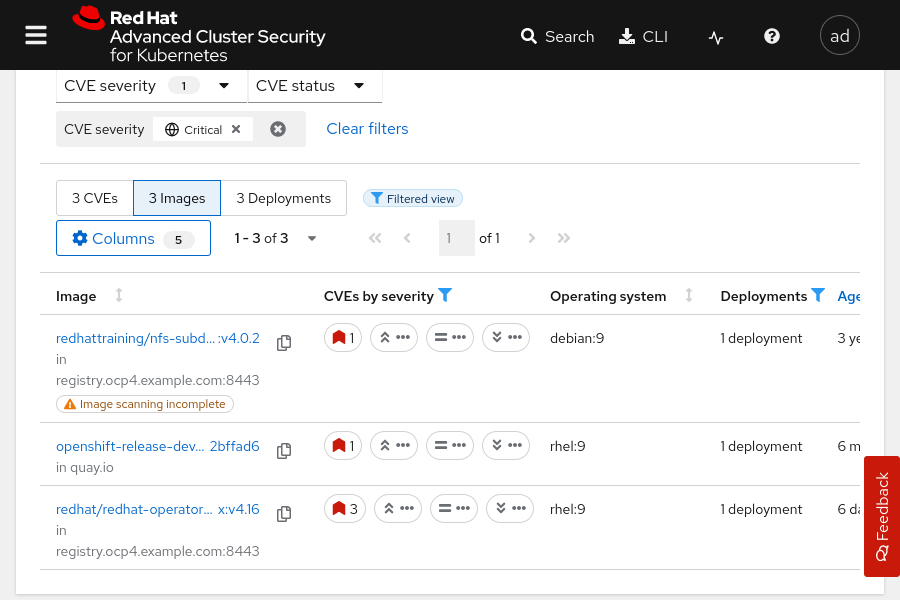 Red Hat
Advanced Cluster Security
for Kubernetes
Search
CLI
ad
CVE severity 1
CVE status
CVE severity
Critical
Clear filters
3 CVEs
3 Images
3 Deployments
Filtered view
Columns 5
1 - 3 of 3
1 of 1
Image
CVEs by severity
Operating system
Deployments
Age
redhattraining/nfs-subd... :v4.0.2
in
registry.ocp4.example.com:8443
Image scanning incomplete
1
debian:9
1 deployment
3 ye
openshift-release-dev... 2bffad6
in quay.io
1
rhel:9
1 deployment
6 m
redhat/redhat-operator... x:v4.16
in
registry.ocp4.example.com:8443
3
rhel:9
1 deployment
6 da
Feedback